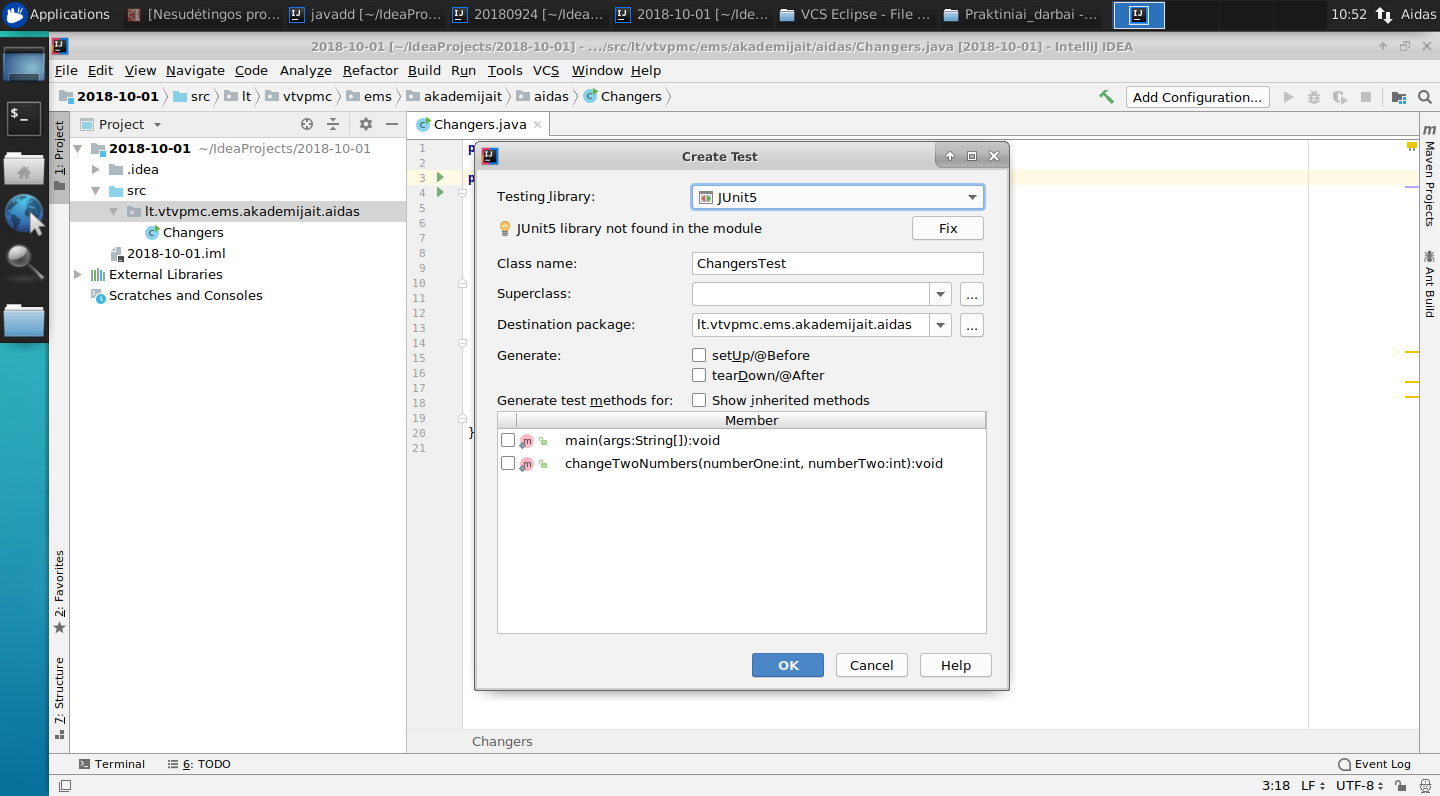 Applications
[Nesudėtingos pro...
javadd [~/IdeaPro...
20180924 [~/Idea...
2018-10-01 [~/Ide...
VCS Eclipse - File ...
Praktiniai_darbai -...
10:52
Aidas
2018-10-01 [~/IdeaProjects/2018-10-01] - .../src/lt/vtvpmc/ems/akademijait/aidas/Changers.java [2018-10-01] - IntelliJ IDEA
File Edit View Navigate Code Analyze Refactor Build Run Tools VCS Window Help
2018-10-01 src lt vtvpmc ems akademijait aidas Changers
Add Configuration...
1: Project
Project
Changers.java
2018-10-01 ~/IdeaProjects/2018-10-01
.idea
src
lt.vtvpmc.ems.akademijait.aidas
Changers
2018-10-01.iml
External Libraries
Scratches and Consoles
2: Favorites
7: Structure
1
2
3
4
5
6
7
8
9
10
11
12
13
14
15
16
17
18
19
20
21
p
p
}
Create Test
Testing library:
JUnit5
JUnit5 library not found in the module
Fix
Class name:
ChangersTest
Superclass:
...
Destination package:
lt.vtvpmc.ems.akademijait.aidas
...
Generate:
setUp/@Before
tearDown/@After
Generate test methods for:
Show inherited methods
Member
main(args:String[]):void
changeTwoNumbers(numberOne:int, numberTwo:int):void
OK
Cancel
Help
Maven Projects
Ant Build
Changers
Terminal
6: TODO
Event Log
3:18
LF
UTF-8